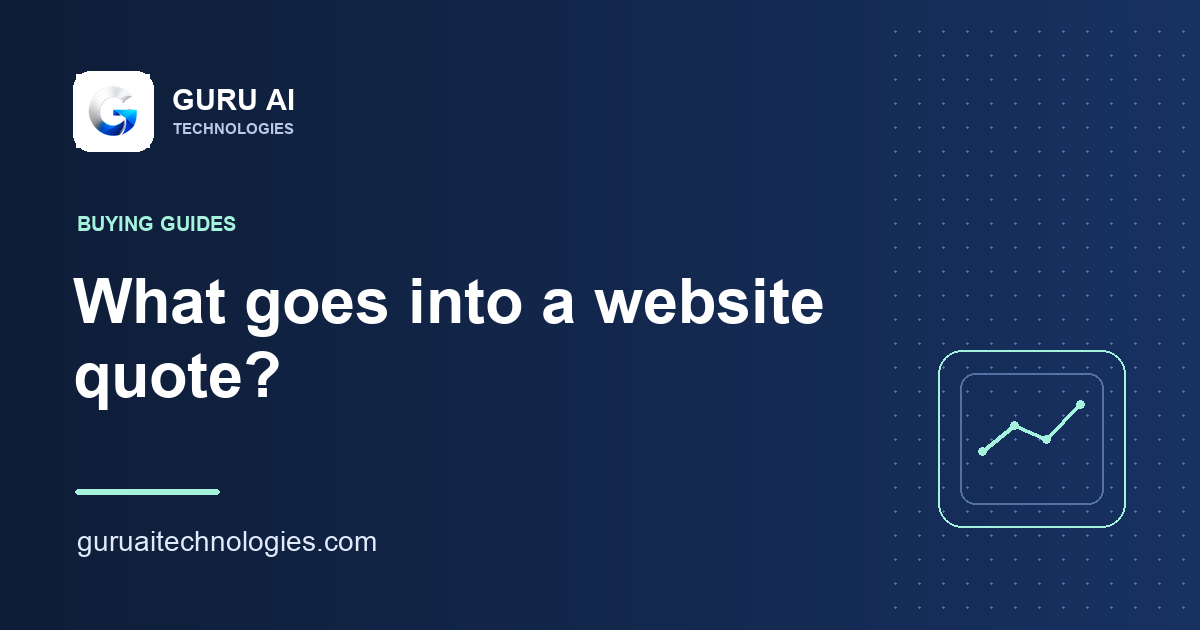 G
GURU AI
TECHNOLOGIES
BUYING GUIDES
What goes into a website
quote?
guruaitechnologies.com